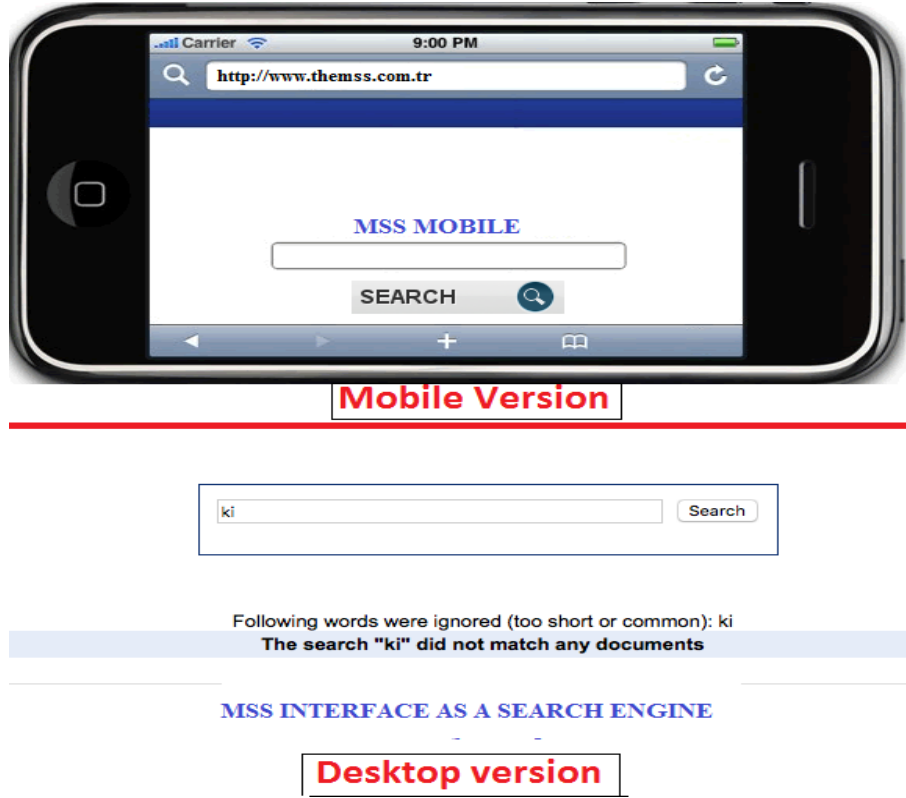 Carrier 9:00 PM
http://www.themss.com.tr
MSS MOBILE
SEARCH
Mobile Version
ki Search
Following words were ignored (too short or common): ki
The search "ki" did not match any documents
MSS INTERFACE AS A SEARCH ENGINE
Desktop version